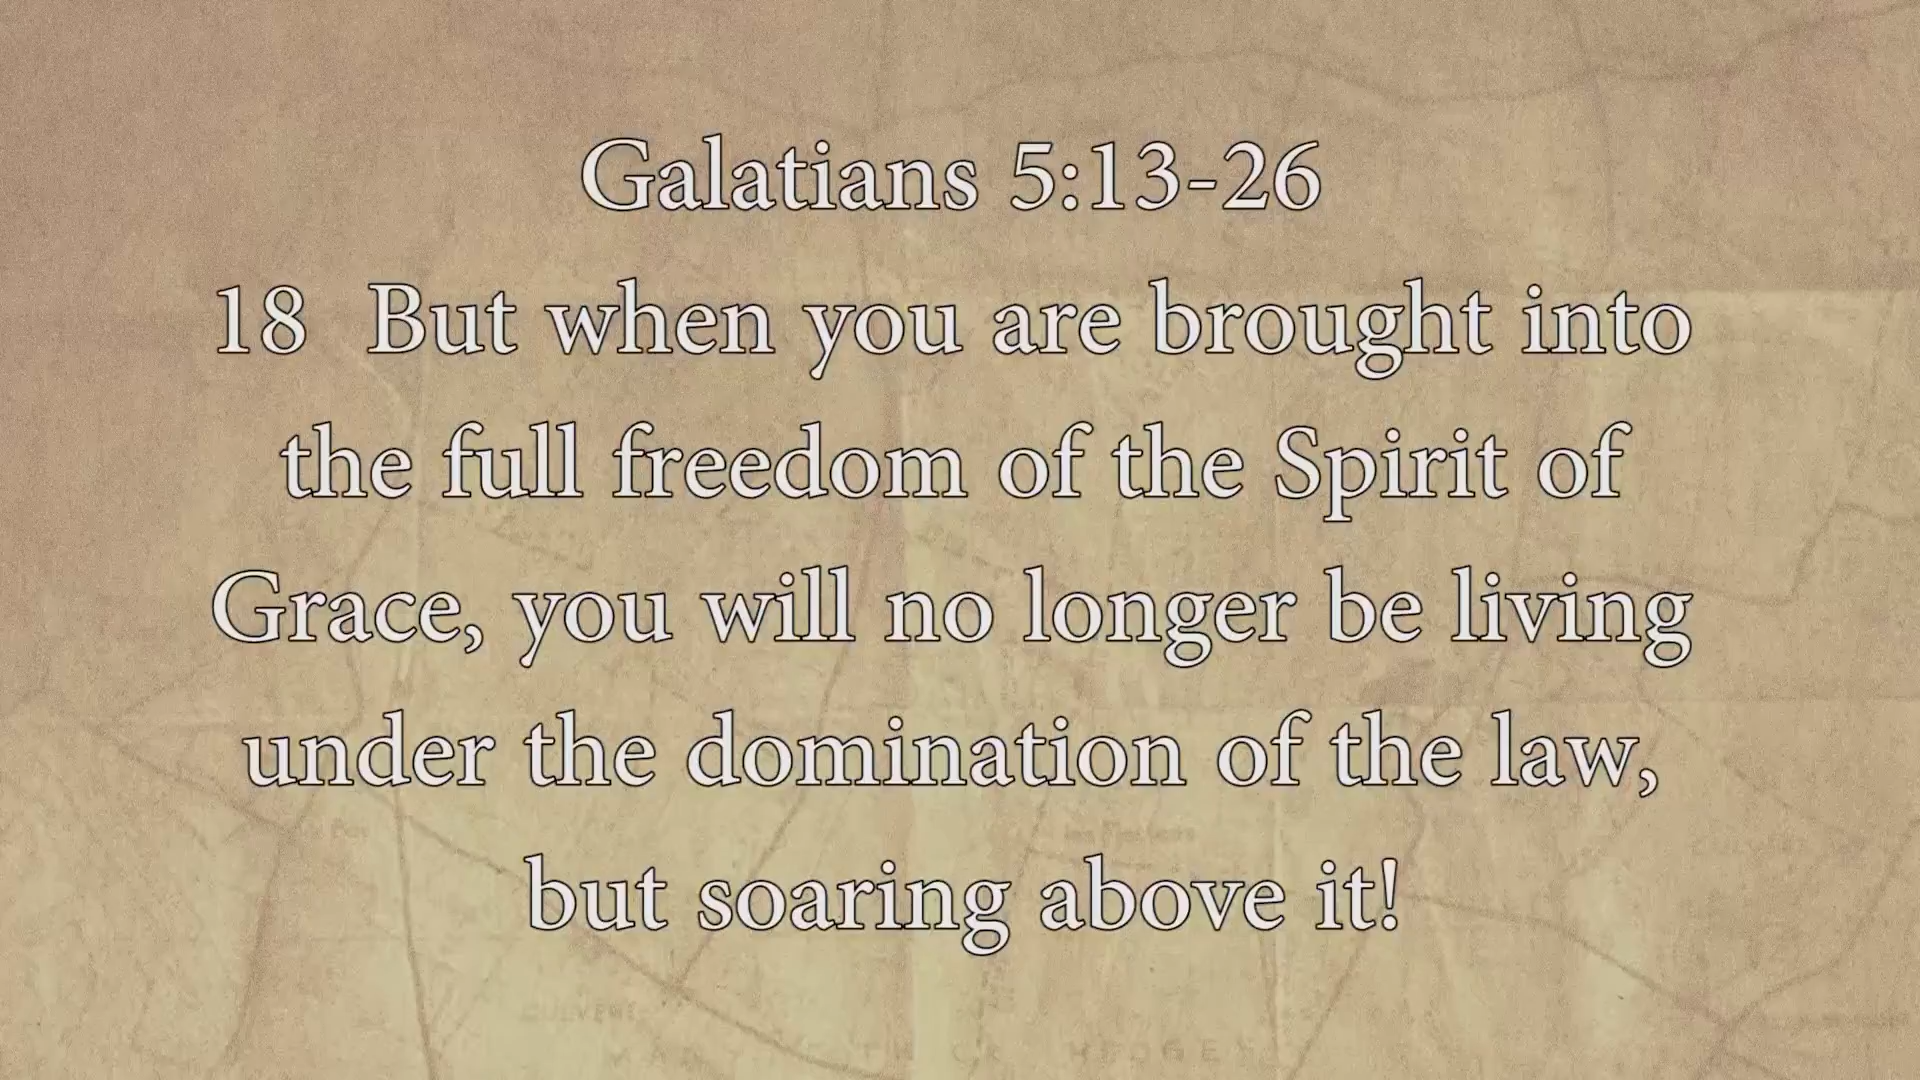 Galatians 5:13-26
18 But when you are brought into
the full freedom of the Spirit of
Grace, you will no longer be living
under the domination of the law,
but soaring above it!